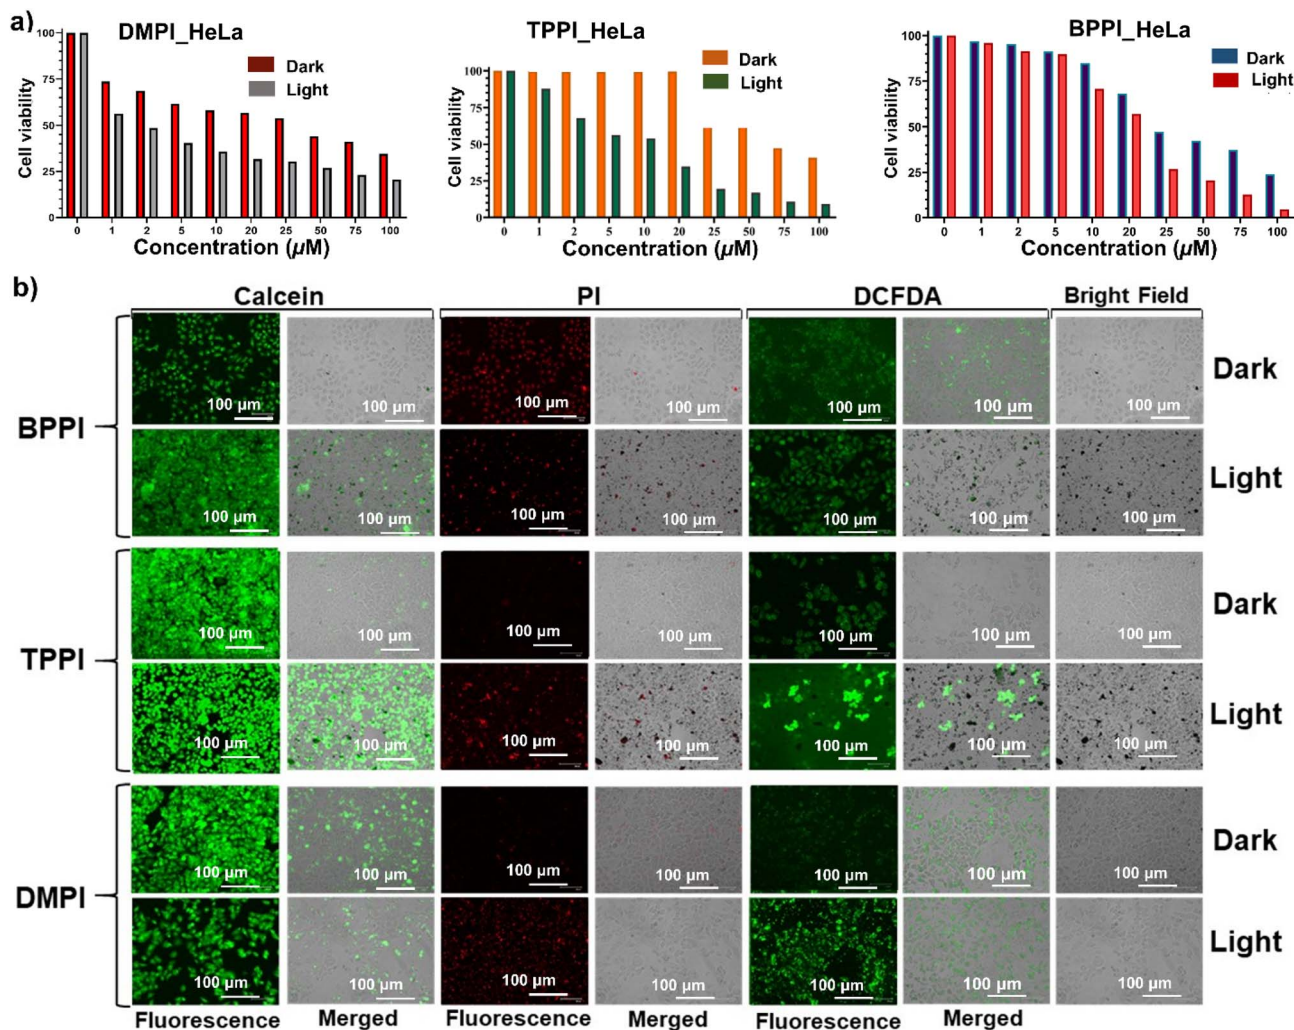 a)
DMPI_HeLa
Dark
Light
Cell viability
100
75
50
25
0
0 1 2 5 10 20 25 50 75 100
Concentration (µM)
TPPI_HeLa
Dark
Light
Cell viability
100
75
50
25
0
0 1 2 5 10 20 25 50 75 100
Concentration (µM)
BPPI_HeLa
Dark
Light
Cell viability
100
75
50
25
0
0 1 2 5 10 20 25 50 75 100
Concentration (µM)
b)
Calcein PI DCFDA Bright Field
BPPI
100 µm 100 µm 100 µm 100 µm 100 µm 100 µm 100 µm Dark
100 µm 100 µm 100 µm 100 µm 100 µm 100 µm 100 µm Light
TPPI
100 µm 100 µm 100 µm 100 µm 100 µm 100 µm 100 µm Dark
100 µm 100 µm 100 µm 100 µm 100 µm 100 µm 100 µm Light
DMPI
100 µm 100 µm 100 µm 100 µm 100 µm 100 µm 100 µm Dark
100 µm 100 µm 100 µm 100 µm 100 µm 100 µm 100 µm Light
Fluorescence Merged Fluorescence Merged Fluorescence Merged